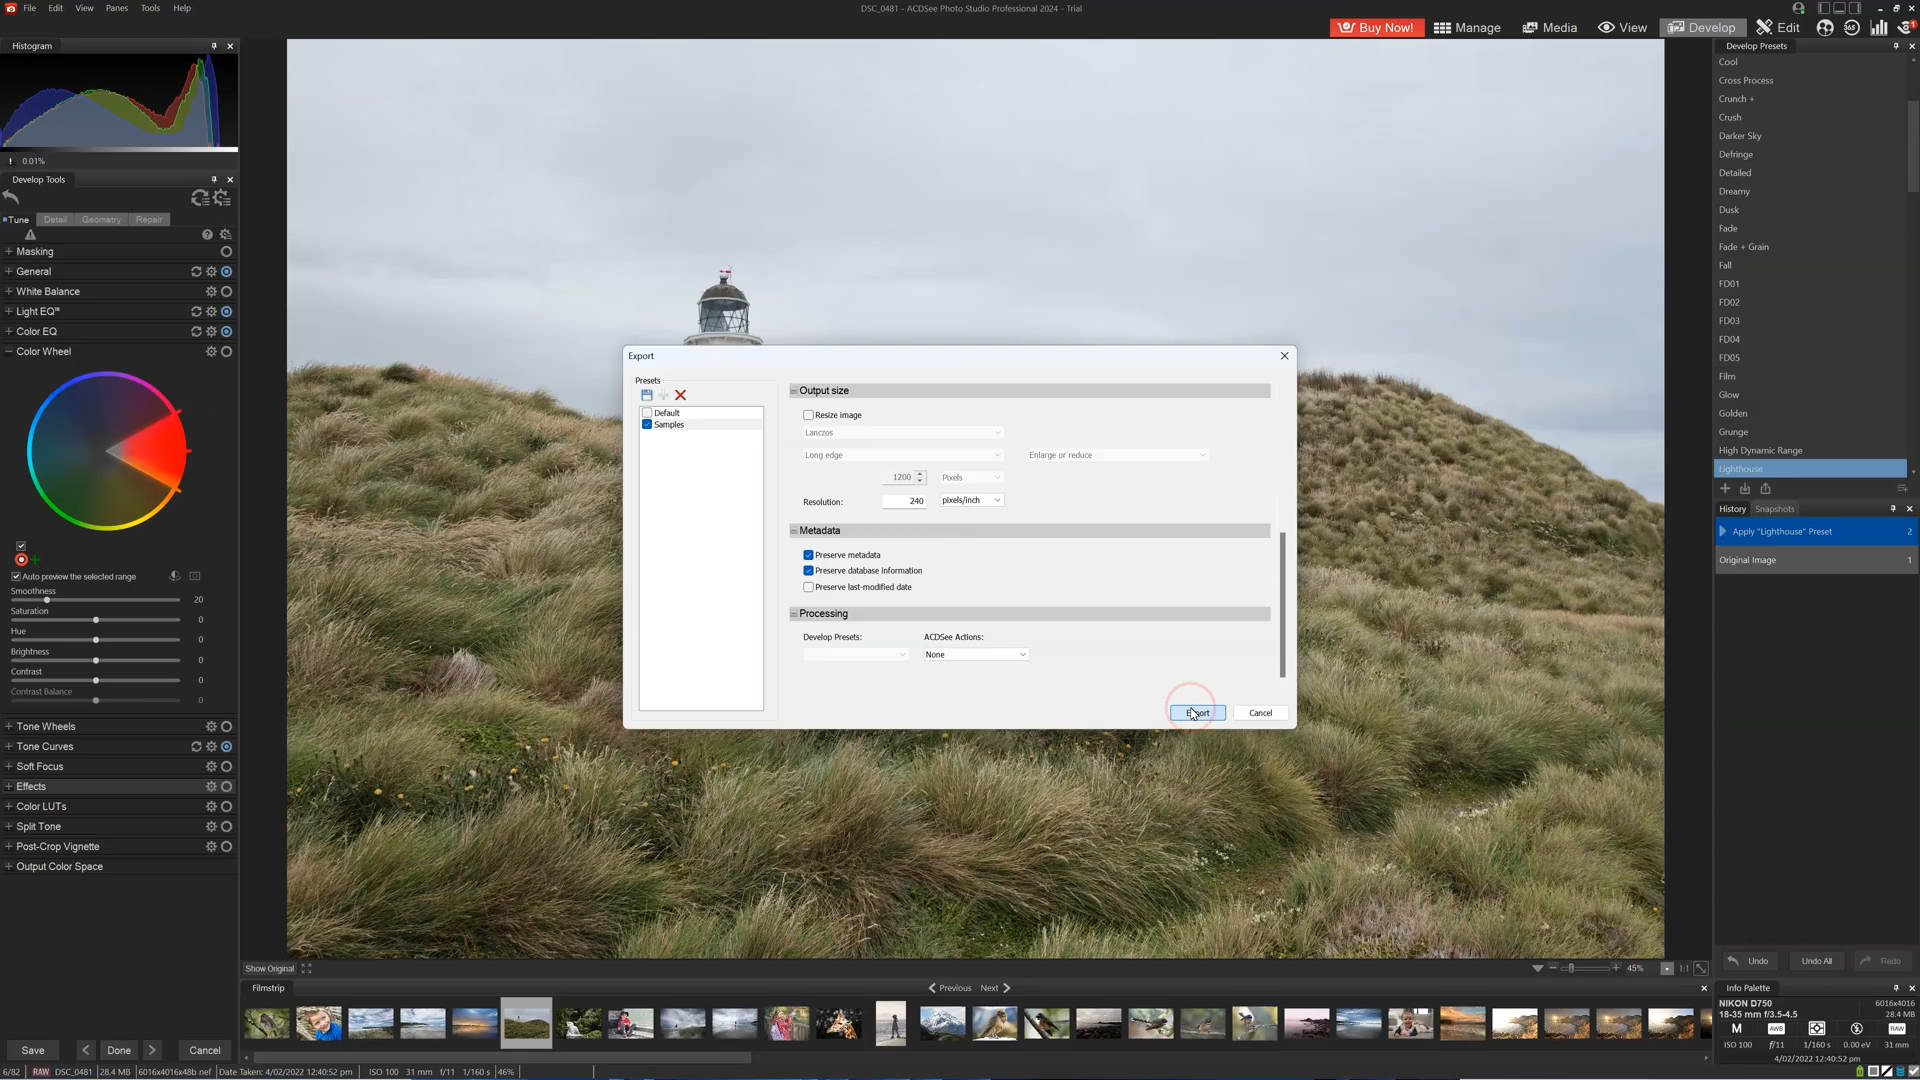 File Edit View Panes Tools Help
DSC_0481 - ACDSee Photo Studio Professional 2024 - Trial
Buy Now! Manage Media View Develop Edit 365 1
Histogram
0.01%
Develop Tools
Tune Detail Geometry Repair
Masking
General
White Balance
Light EQ™
Color EQ
Color Wheel
Auto preview the selected range
Smoothness
20
Saturation
0
Hue
0
Brightness
0
Contrast
0
Contrast Balance
0
Tone Wheels
Tone Curves
Soft Focus
Effects
Color LUTs
Split Tone
Post-Crop Vignette
Output Color Space
Save Done Cancel
Export
Presets
Default
Samples
Output size
Resize image
Lanczos
Long edge Enlarge or reduce
1200 Pixels
Resolution: 240 pixels/inch
Metadata
Preserve metadata
Preserve database information
Preserve last-modified date
Processing
Develop Presets: ACDSee Actions:
None
Export Cancel
Develop Presets
Cool
Cross Process
Crunch +
Crush
Darker Sky
Defringe
Detailed
Dreamy
Dusk
Fade
Fade + Grain
Fall
FD01
FD02
FD03
FD04
FD05
Film
Glow
Golden
Grunge
High Dynamic Range
Lighthouse
History Snapshots
Apply "Lighthouse" Preset 2
Original Image 1
Undo Undo All Redo
Show Original
45% 1:1
Filmstrip
Previous Next
Info Palette
NIKON D750 6016x4016
18-35 mm f/3.5-4.5 28.4 MB
M AWB RAW
ISO 100 f/11 1/160 s 0.00 eV 31 mm
4/02/2022 12:40:52 pm
6/82 RAW DSC_0481 28.4 MB 6016x4016x48b nef Date Taken: 4/02/2022 12:40:52 pm ISO 100 31 mm f/11 1/160 s 46%